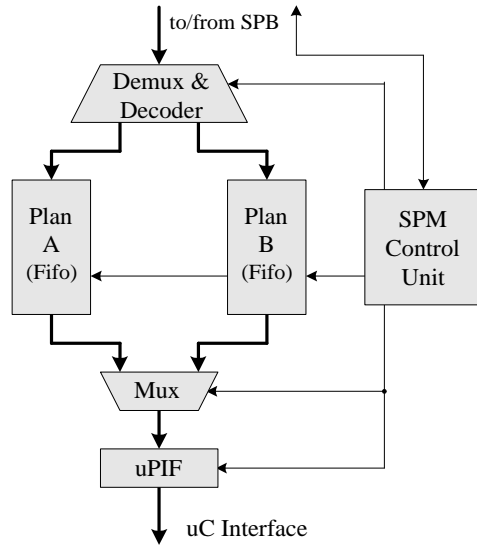 to/from SPB
Demux &
Decoder
Plan
A
(Fifo)
Plan
B
(Fifo)
SPM
Control
Unit
Mux
uPIF
uC Interface